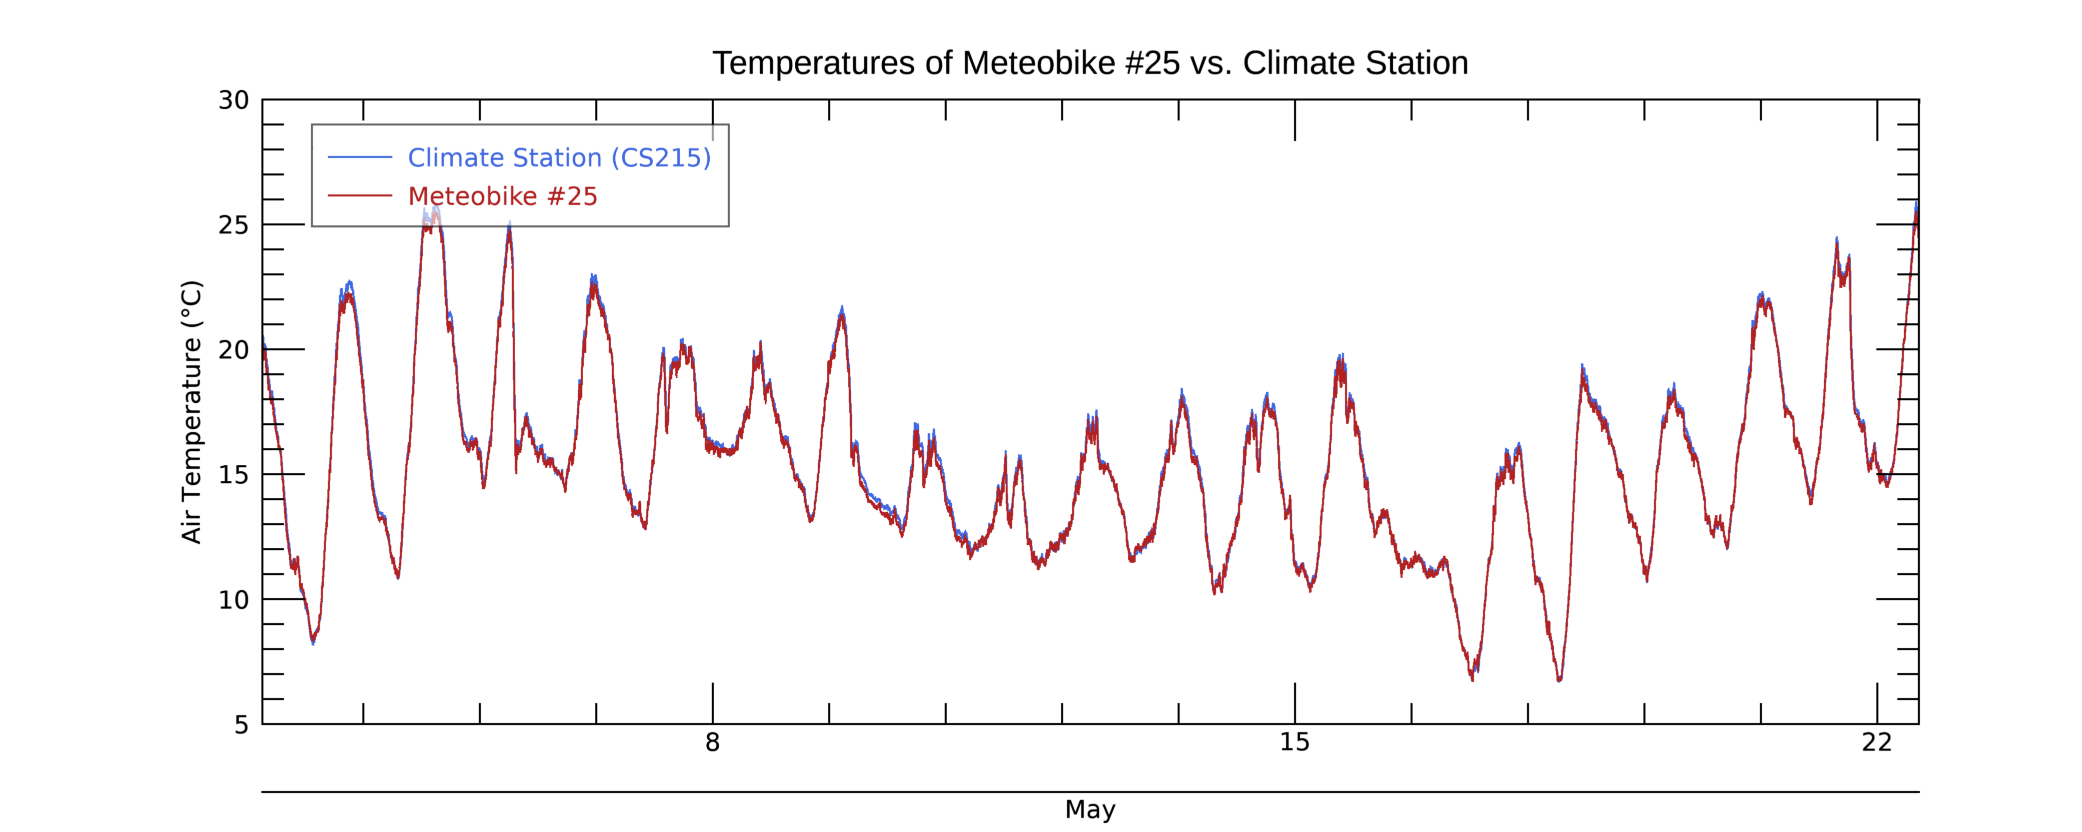 Temperatures of Meteobike #25 vs. Climate Station
30
25
20
15
10
5
Air Temperature (°C)
Climate Station (CS215)
Meteobike #25
8
15
22
May